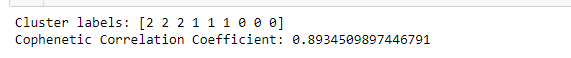 Cluster labels: [2 2 2 1 1 1 0 0 0]
Cophenetic Correlation Coefficient: 0.8934509897446791